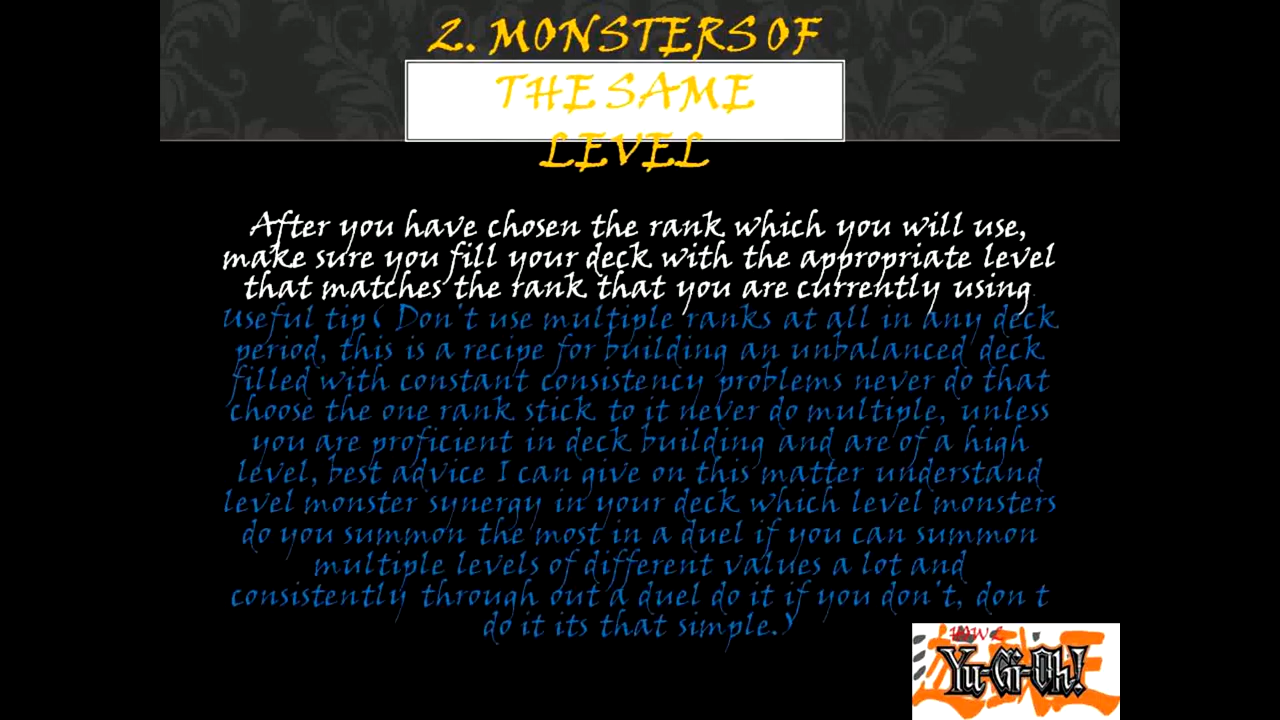 2. MONSTERS OF
THE SAME
LEVEL
After you have chosen the rank which you will use,
make sure you fill your deck with the appropriate level
that matches the rank that you are currently using
Useful tip ( Don't use multiple ranks at all in any deck
period, this is a recipe for building an unbalanced deck
filled with constant consistency problems never do that
choose the one rank stick to it never do multiple, unless
you are proficient in deck building and are of a high
level, best advice I can give on this matter understand
level monster synergy in your deck which level monsters
do you summon the most in a duel if you can summon
multiple levels of different values a lot and
consistently through out a duel do it if you don't, don t
do it its that simple.)
Yu-Gi-Oh!